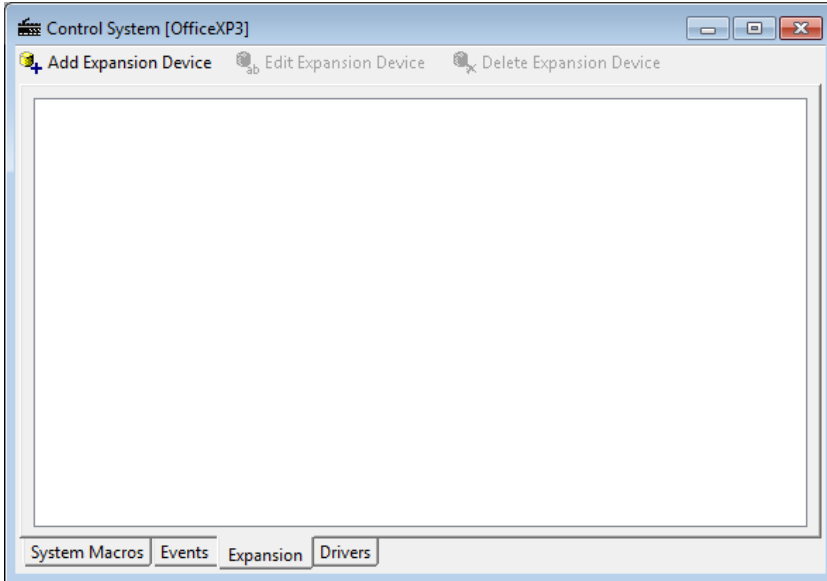 Control System [OfficeXP3]
Add Expansion Device Edit Expansion Device Delete Expansion Device
System Macros Events Expansion Drivers